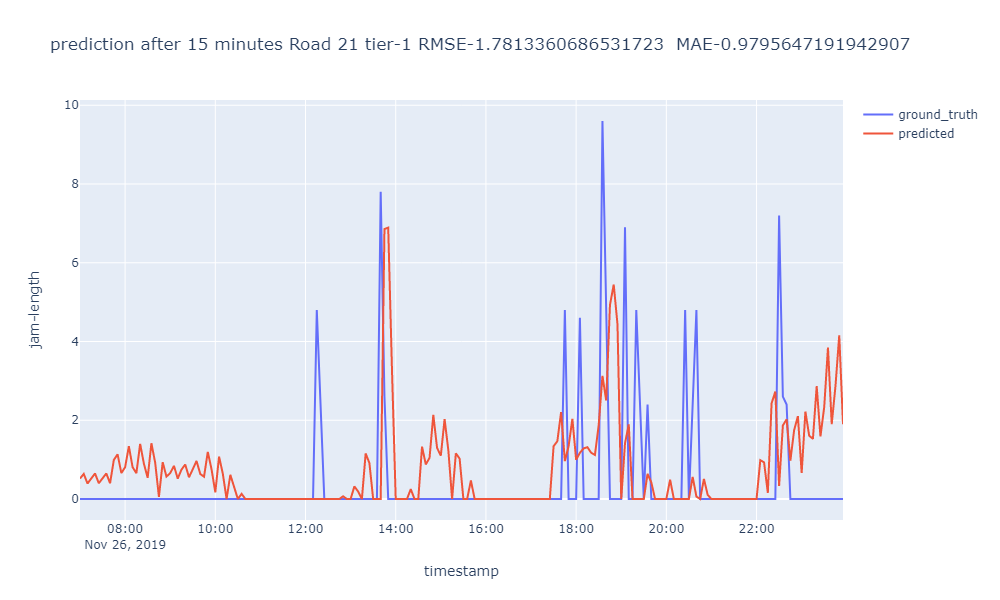 prediction after 15 minutes Road 21 tier-1 RMSE-1.7813360686531723  MAE-0.9795647191942907
ground_truth
predicted
10
8
6
4
2
0
jam-length
08:00 10:00 12:00 14:00 16:00 18:00 20:00 22:00
Nov 26, 2019
timestamp